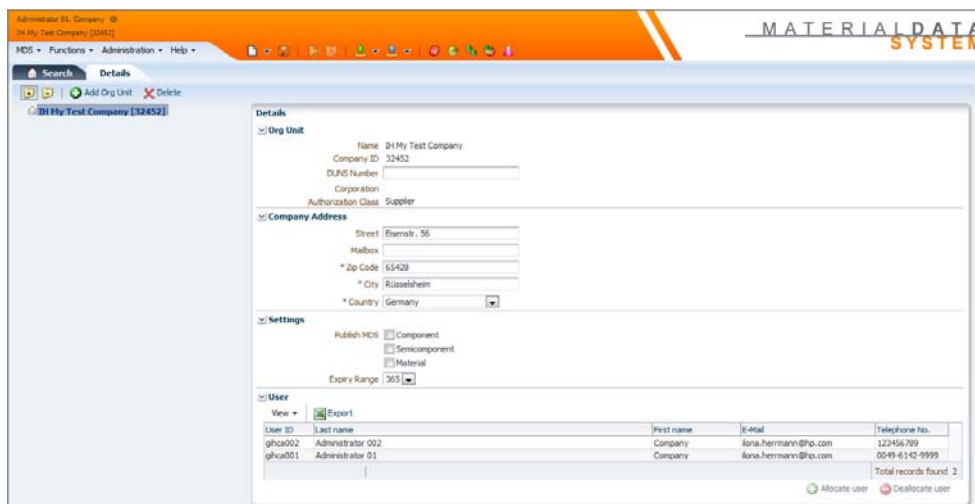 Administrator 01, Company
IH My Test Company [32452]
MDS Functions Administration Help
MATERIALDATA
SYSTEM
Search Details
Add Org Unit Delete
IH My Test Company [32452]
Details
Org Unit
Name IH My Test Company
Company ID 32452
DUNS Number
Corporation
Authorization Class Supplier
Company Address
Street Eisenstr. 56
Mailbox
* Zip Code 65428
* City Rüsselsheim
* Country Germany
Settings
Publish MDS Component
Semicomponent
Material
Expiry Range 365
User
View Export
User ID Last name First name E-Mail Telephone No.
gihca002 Administrator 002 Company ilona.herrmann@hp.com 123456789
gihca001 Administrator 01 Company ilona.herrmann@hp.com 0049-6142-9999
Total records found 2
Allocate user Deallocate user